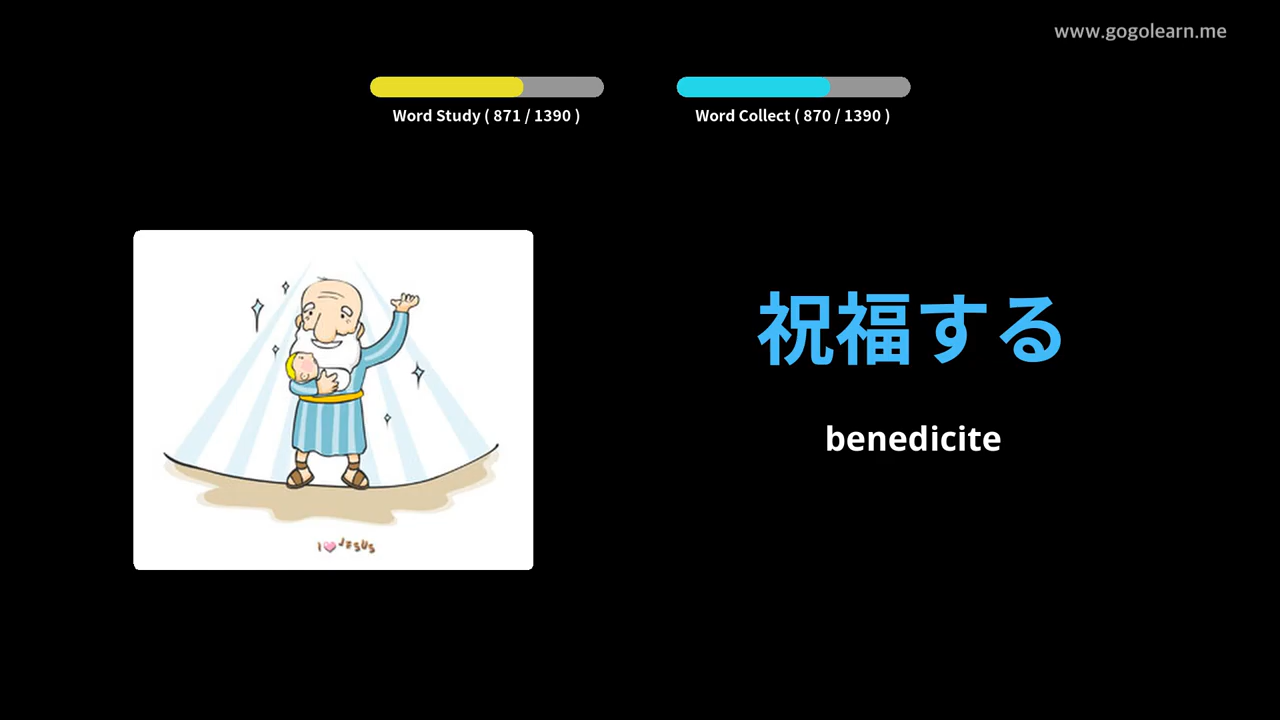 www.gogolearn.me
Word Study ( 871 / 1390 )
Word Collect ( 870 / 1390 )
祝福する
benedicite
I JESUS